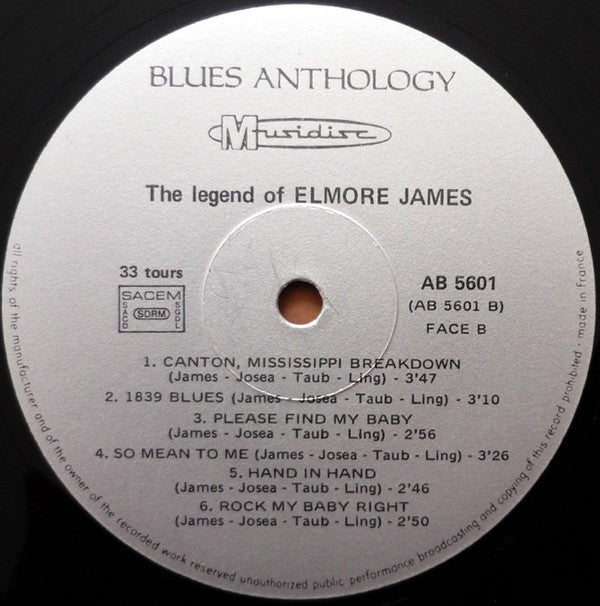 BLUES ANTHOLOGY
Musidisc
The legend of ELMORE JAMES
33 tours
SACEM
SACD
SDRM
SGDL
AB 5601
(AB 5601 B)
FACE B
1. CANTON, MISSISSIPPI BREAKDOWN
(James - Josea - Taub - Ling) - 3'47
2. 1839 BLUES (James - Josea - Taub - Ling) - 3'10
3. PLEASE FIND MY BABY
(James - Josea - Taub - Ling) - 2'56
4. SO MEAN TO ME (James - Josea - Taub - Ling) - 3'26
5. HAND IN HAND
(James - Josea - Taub - Ling) - 2'46
6. ROCK MY BABY RIGHT
(James - Josea - Taub - Ling) - 2'50
all rights of the manufacturer and of the owner of the recorded work reserved unauthorized public performance broadcasting and copying of this record prohibited - made in France